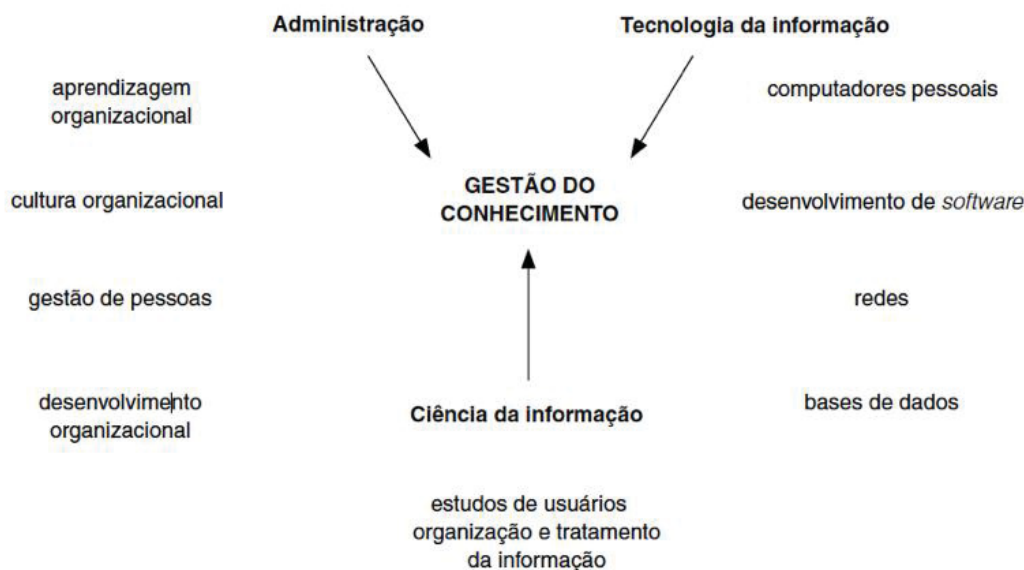 Administração
Tecnologia da informação
aprendizagem
organizacional
computadores pessoais
GESTÃO DO
CONHECIMENTO
cultura organizacional
desenvolvimento de software
gestão de pessoas
redes
desenvolvimento
organizacional
Ciência da informação
bases de dados
estudos de usuários
organização e tratamento
da informação